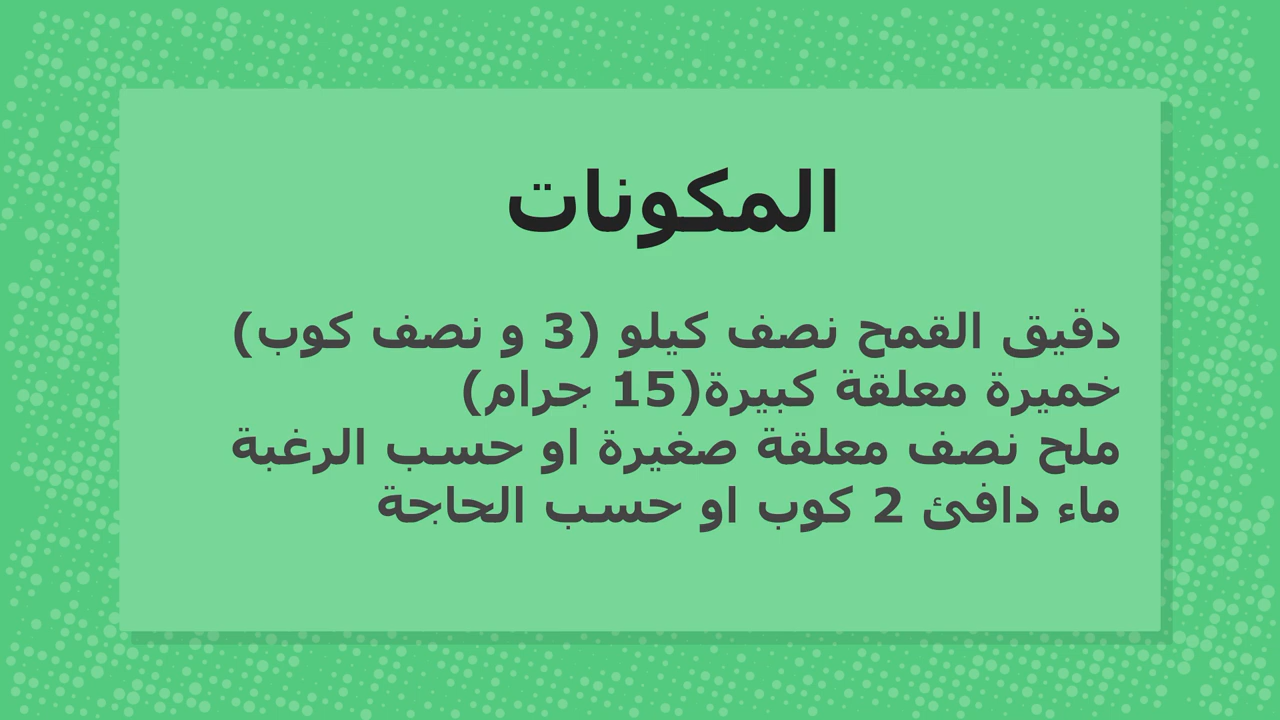 المكونات
دقيق القمح نصف كيلو (3 و نصف كوب)
خميرة معلقة كبيرة(15 جرام)
ملح نصف معلقة صغيرة او حسب الرغبة
ماء دافئ 2 كوب او حسب الحاجة